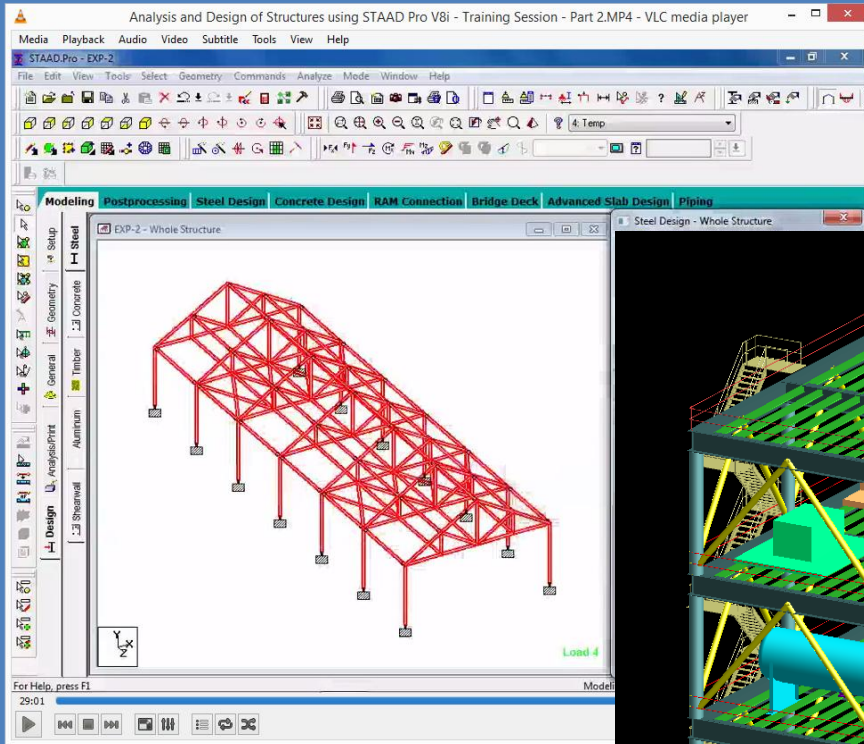 Analysis and Design of Structures using STAAD Pro V8i - Training Session - Part 2.MP4 - VLC media player
Media Playback Audio Video Subtitle Tools View Help
STAAD.Pro - EXP-2
File Edit View Tools Select Geometry Commands Analyze Mode Window Help
4: Temp
Modeling Postprocessing Steel Design Concrete Design RAM Connection Bridge Deck Advanced Slab Design Piping
EXP-2 - Whole Structure
Steel Design - Whole Structure
Setup
Geometry
General
Analysis/Print
Design
Steel
Concrete
Timber
Aluminum
Shearwall
Y
X
Z
Load 4
For Help, press F1
Modeli
29:01